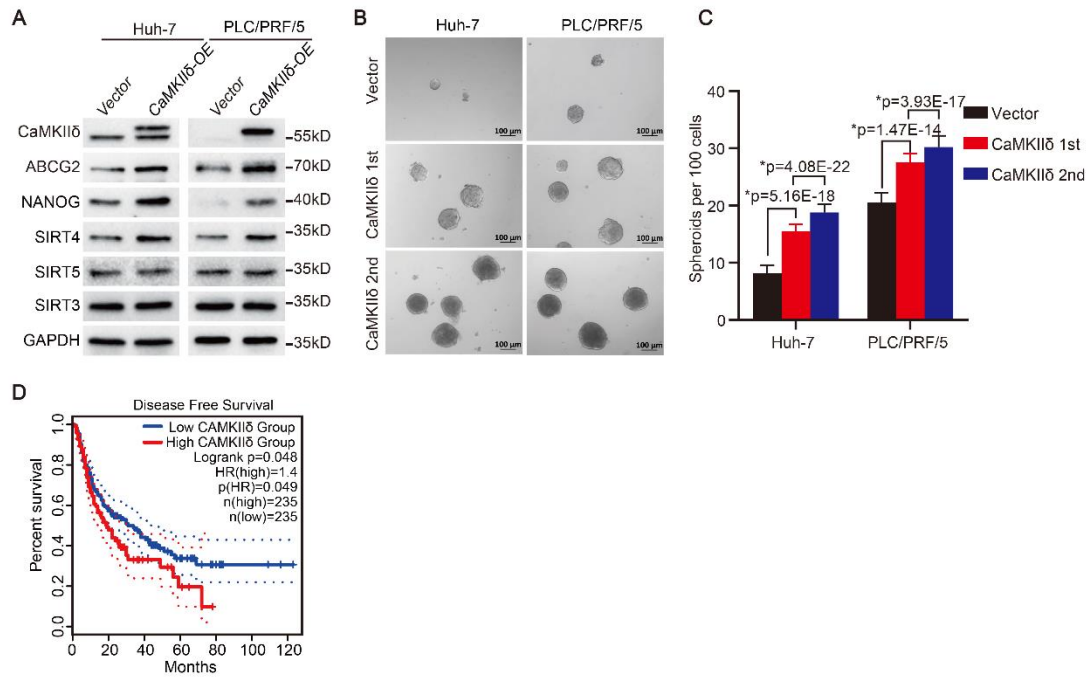 A
Huh-7
PLC/PRF/5
Vector
CaMKIIδ-OE
Vector
CaMKIIδ-OE
CaMKIIδ
-55kD
ABCG2
-70kD
NANOG
-40kD
SIRT4
-35kD
SIRT5
-35kD
SIRT3
-35kD
GAPDH
-35kD
B
Huh-7
PLC/PRF/5
Vector
100 μm
100 μm
CaMKIIδ 1st
100 μm
100 μm
CaMKIIδ 2nd
100 μm
100 μm
C
Spheroids per 100 cells
40
30
20
10
0
*p=3.93E-17
*p=1.47E-14
*p=4.08E-22
*p=5.16E-18
Huh-7
PLC/PRF/5
Vector
CaMKIIδ 1st
CaMKIIδ 2nd
D
Disease Free Survival
Low CAMKIIδ Group
High CAMKIIδ Group
Logrank p=0.048
HR(high)=1.4
p(HR)=0.049
n(high)=235
n(low)=235
Percent survival
1.0
0.8
0.6
0.4
0.2
0.0
0 20 40 60 80 100 120
Months